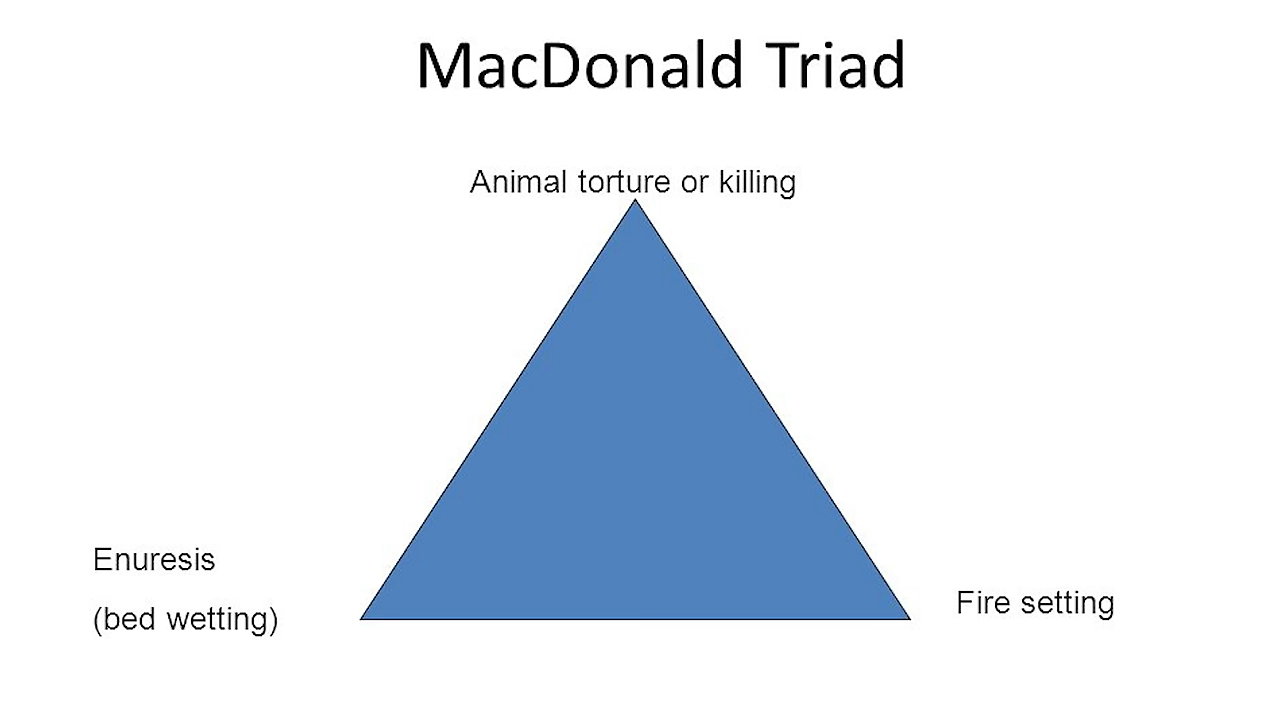 MacDonald Triad
Animal torture or killing
Enuresis
(bed wetting)
Fire setting